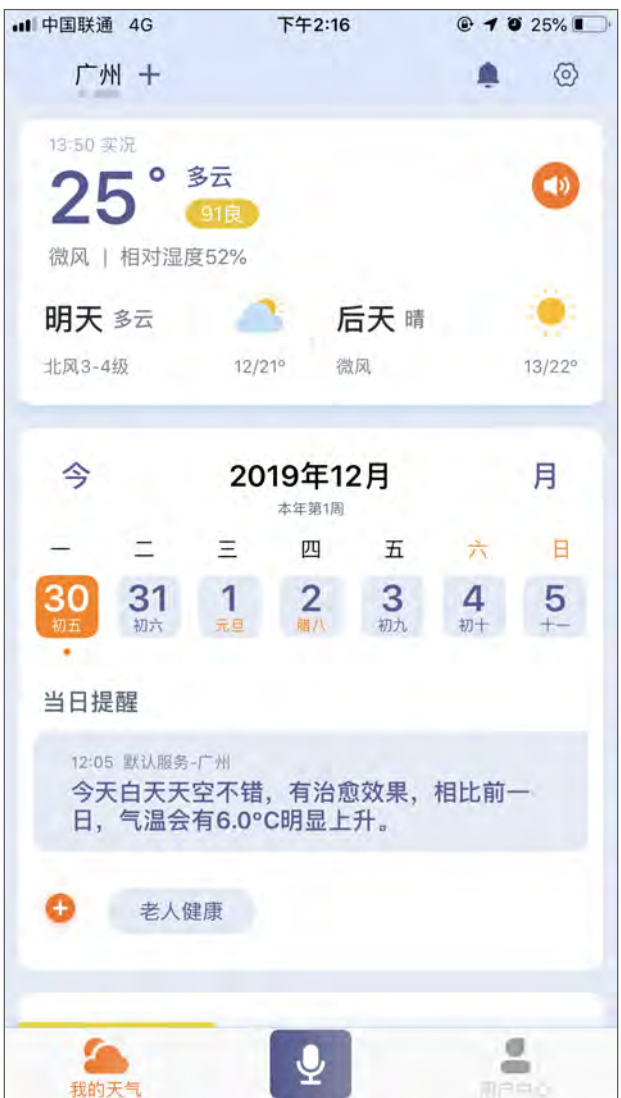 中国联通 4G 下午2:16 25%
广州 +
13:50 实况
25° 多云
91良
微风 | 相对湿度52%
明天 多云 后天 晴
北风3-4级 12/21° 微风 13/22°
今 2019年12月 月
本年第1周
一 二 三 四 五 六 日
30 31 1 2 3 4 5
初五 初六 元旦 腊八 初九 初十 十一
当日提醒
12:05 默认服务-广州
今天白天天空不错，有治愈效果，相比前一
日，气温会有6.0°C明显上升。
老人健康
我的天气 用户中心